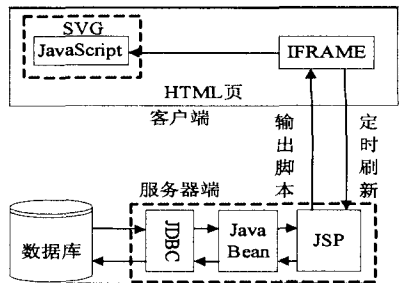 SVG
JavaScript
IFRAME
HTML页
客户端
输出脚本
定时刷新
服务器端
数据库
JDBC
Java
Bean
JSP